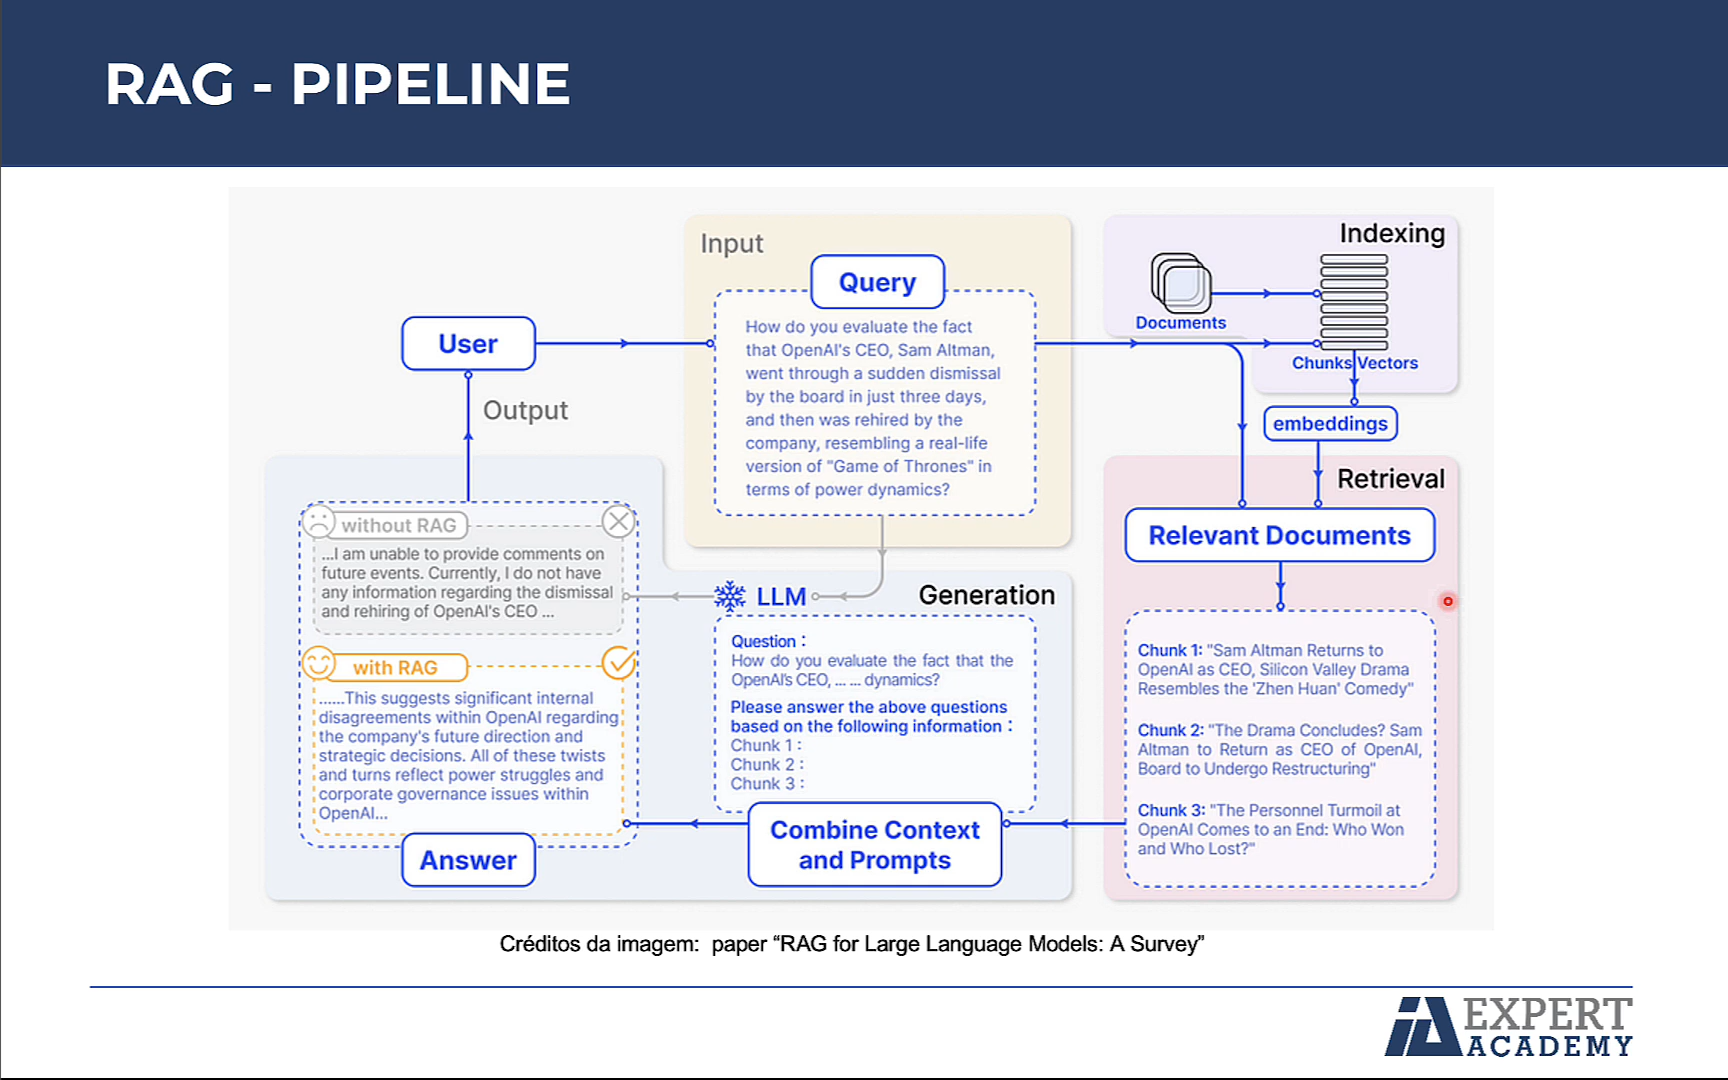 RAG - PIPELINE
Input
Query
How do you evaluate the fact
that OpenAI's CEO, Sam Altman,
went through a sudden dismissal
by the board in just three days,
and then was rehired by the
company, resembling a real-life
version of "Game of Thrones" in
terms of power dynamics?
Indexing
Documents
Chunks Vectors
embeddings
User
Output
Retrieval
Relevant Documents
Chunk 1: "Sam Altman Returns to
OpenAI as CEO, Silicon Valley Drama
Resembles the 'Zhen Huan' Comedy"
Chunk 2: "The Drama Concludes? Sam
Altman to Return as CEO of OpenAI,
Board to Undergo Restructuring"
Chunk 3: "The Personnel Turmoil at
OpenAI Comes to an End: Who Won
and Who Lost?"
LLM
Generation
Question :
How do you evaluate the fact that the
OpenAI's CEO, ... ... dynamics?
Please answer the above questions
based on the following information :
Chunk 1 :
Chunk 2 :
Chunk 3 :
Combine Context
and Prompts
without RAG
...I am unable to provide comments on
future events. Currently, I do not have
any information regarding the dismissal
and rehiring of OpenAI's CEO ...
with RAG
......This suggests significant internal
disagreements within OpenAI regarding
the company's future direction and
strategic decisions. All of these twists
and turns reflect power struggles and
corporate governance issues within
OpenAI...
Answer
Créditos da imagem:  paper “RAG for Large Language Models: A Survey”
IA EXPERT
ACADEMY